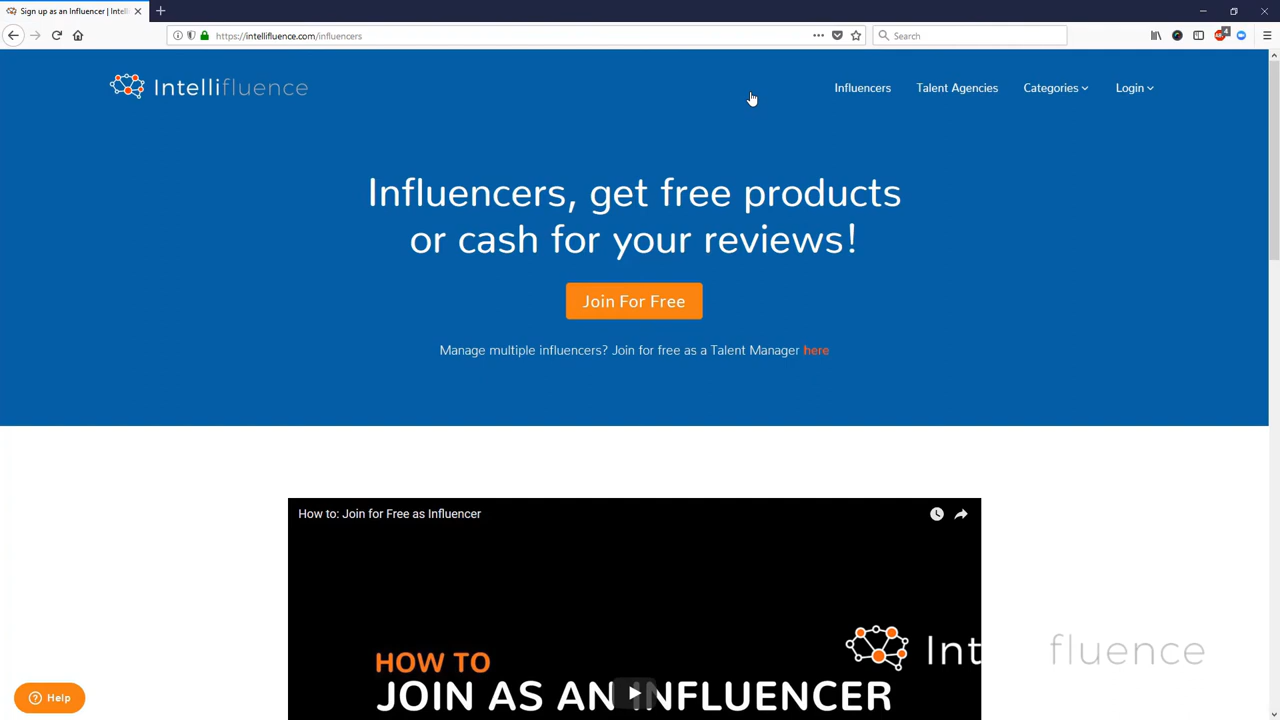 Sign up as an Influencer | Intelli
https://intellifluence.com/influencers
Search
4
Intellifluence
Influencers
Talent Agencies
Categories
Login
Influencers, get free products
or cash for your reviews!
Join For Free
Manage multiple influencers? Join for free as a Talent Manager here
How to: Join for Free as Influencer
HOW TO
JOIN AS AN INFLUENCER
Int fluence
Help